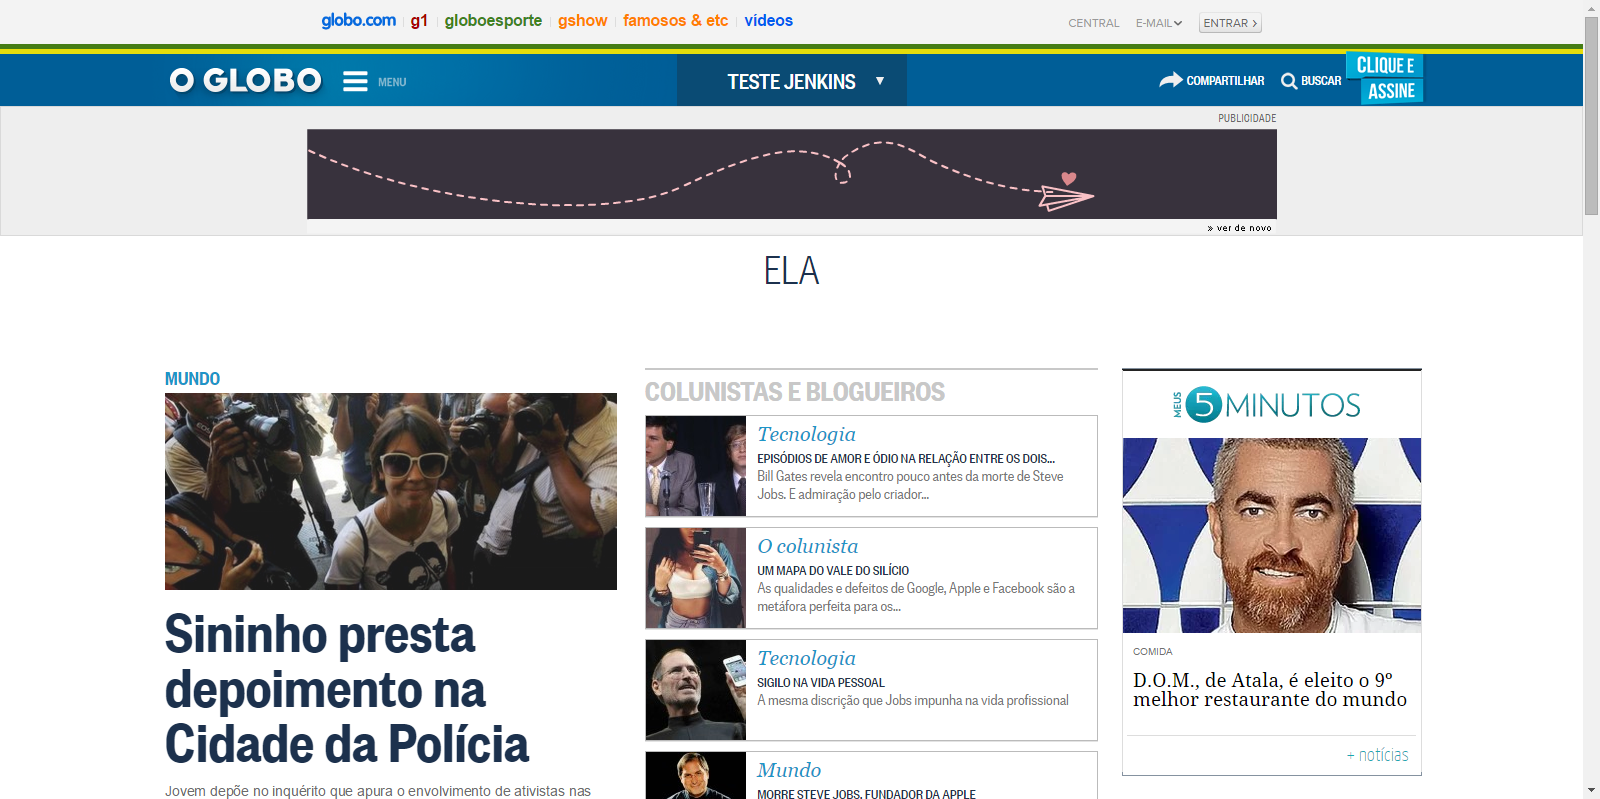 globo.com g1 globoesporte gshow famosos & etc vídeos
CENTRAL E-MAIL ENTRAR
O GLOBO MENU
TESTE JENKINS
COMPARTILHAR BUSCAR
CLIQUE E
ASSINE
PUBLICIDADE
» ver de novo
ELA
MUNDO
Sininho presta
depoimento na
Cidade da Polícia
Jovem depõe no inquérito que apura o envolvimento de ativistas nas
COLUNISTAS E BLOGUEIROS
Tecnologia
EPISÓDIOS DE AMOR E ÓDIO NA RELAÇÃO ENTRE OS DOIS...
Bill Gates revela encontro pouco antes da morte de Steve
Jobs. E admiração pelo criador...
O colunista
UM MAPA DO VALE DO SILÍCIO
As qualidades e defeitos de Google, Apple e Facebook são a
metáfora perfeita para os...
Tecnologia
SIGILO NA VIDA PESSOAL
A mesma discrição que Jobs impunha na vida profissional
Mundo
MORRE STEVE JOBS, FUNDADOR DA APPLE
MEUS 5 MINUTOS
COMIDA
D.O.M., de Atala, é eleito o 9º
melhor restaurante do mundo
+ notícias